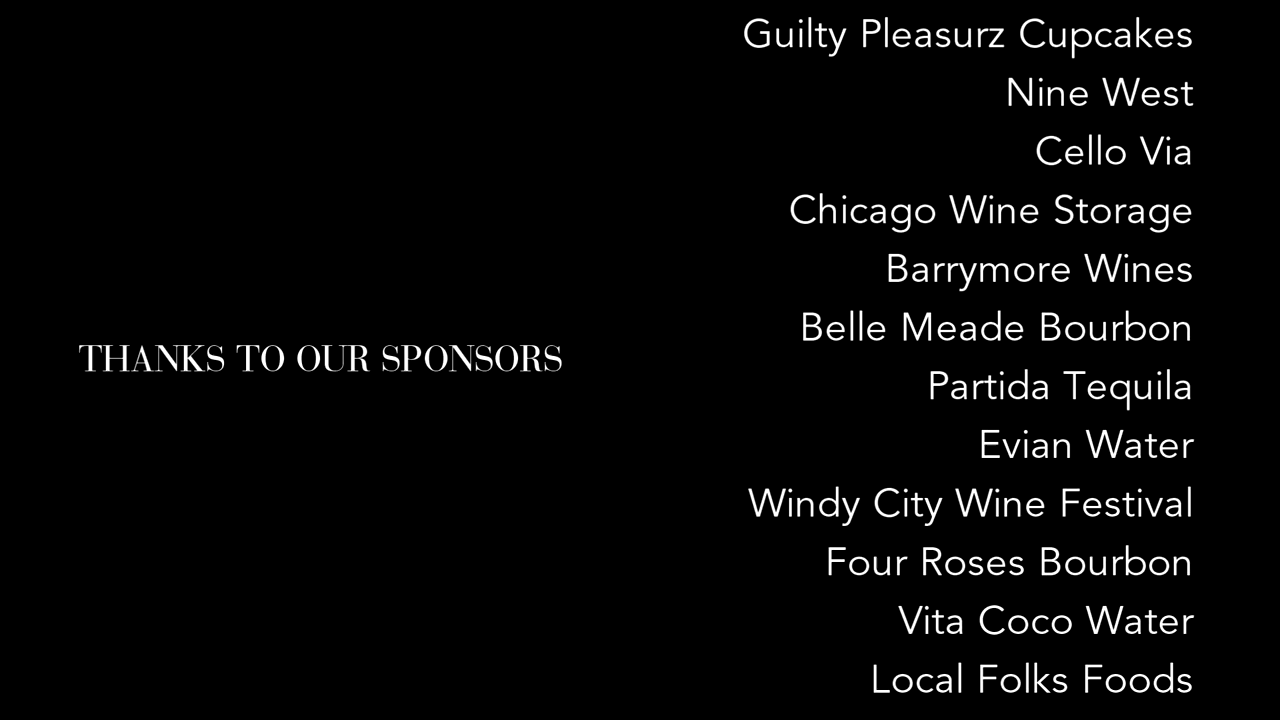 THANKS TO OUR SPONSORS
Guilty Pleasurz Cupcakes
Nine West
Cello Via
Chicago Wine Storage
Barrymore Wines
Belle Meade Bourbon
Partida Tequila
Evian Water
Windy City Wine Festival
Four Roses Bourbon
Vita Coco Water
Local Folks Foods